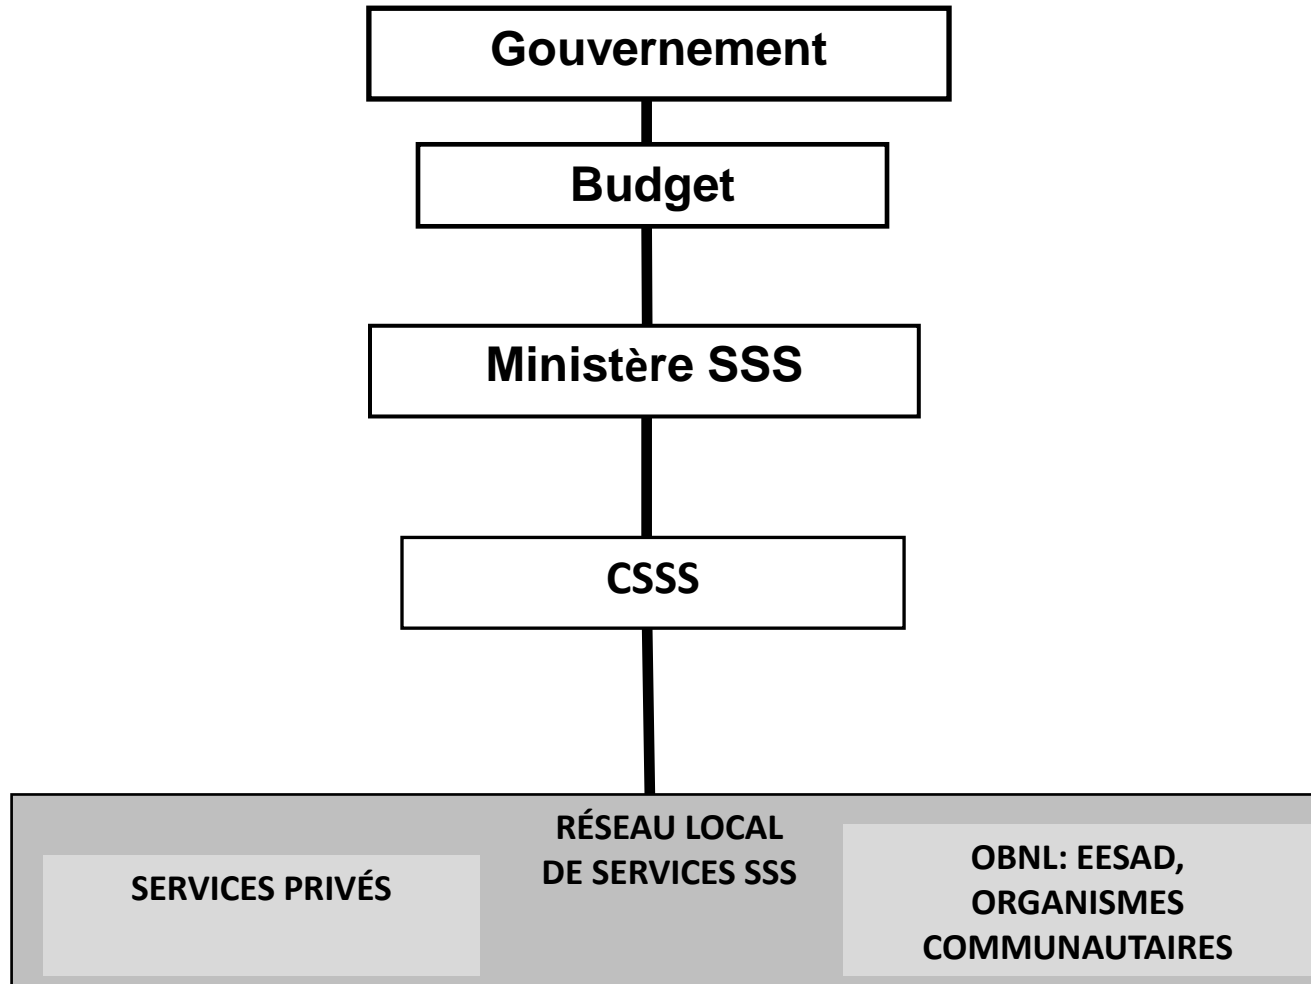 Gouvernement
Budget
Ministère SSS
CSSS
RÉSEAU LOCAL
DE SERVICES SSS
SERVICES PRIVÉS
OBNL: EESAD,
ORGANISMES
COMMUNAUTAIRES